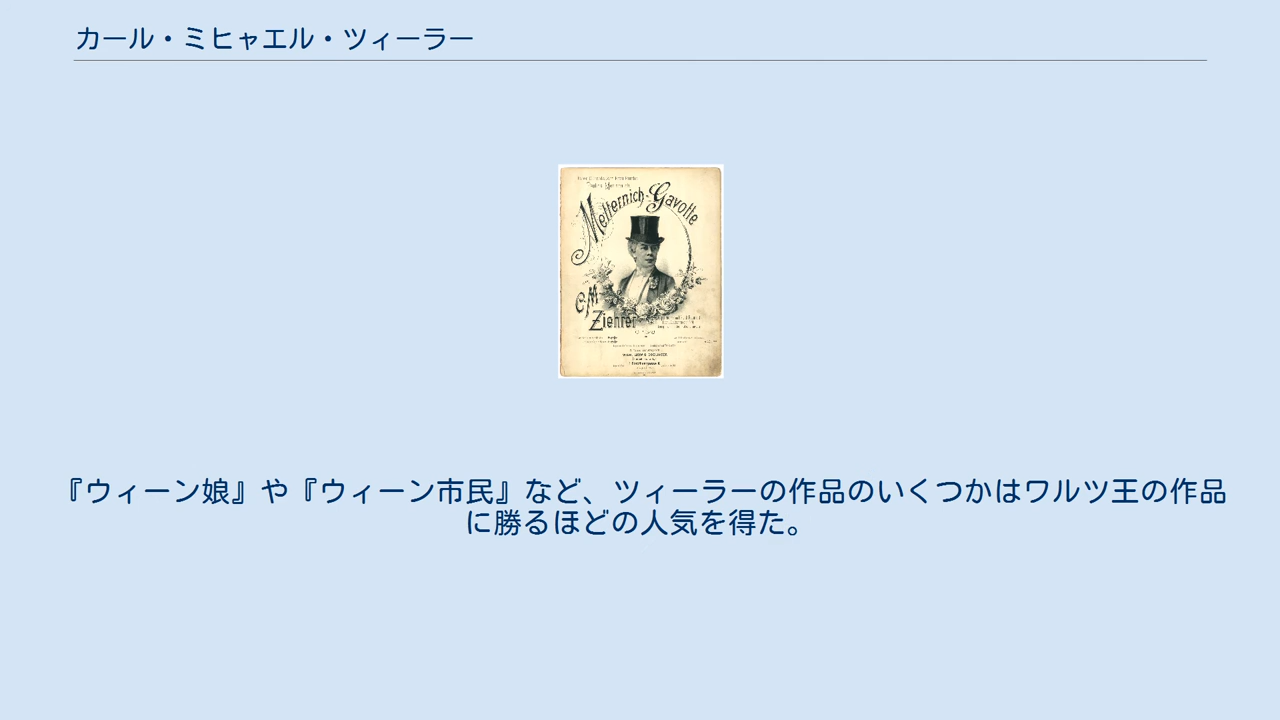 カール・ミヒャエル・ツィーラー
Metternich-Gavotte
C. M.
Ziehrer
『ウィーン娘』や『ウィーン市民』など、ツィーラーの作品のいくつかはワルツ王の作品
に勝るほどの人気を得た。